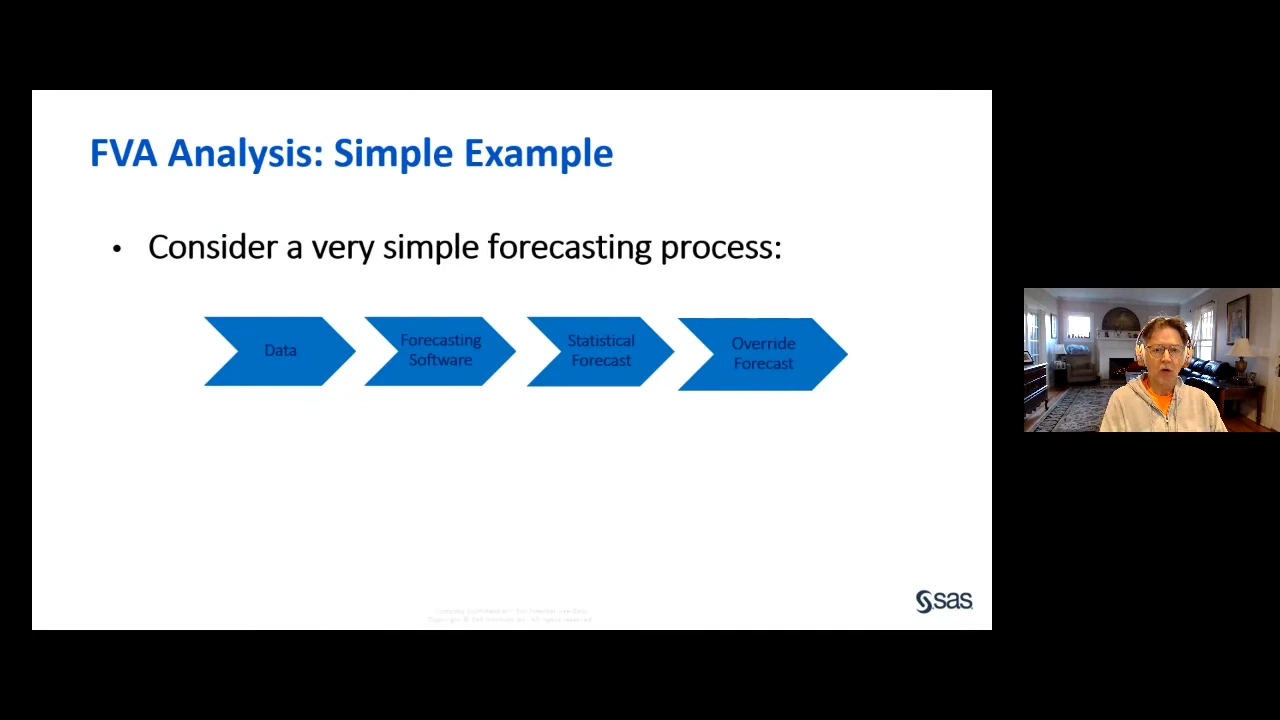 FVA Analysis: Simple Example
• Consider a very simple forecasting process:
Data
Forecasting
Software
Statistical
Forecast
Override
Forecast
sas